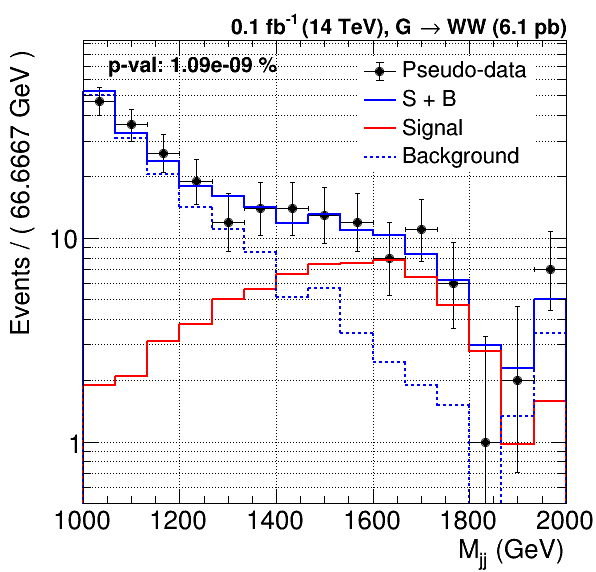 0.1 fb⁻¹ (14 TeV), G → WW (6.1 pb)
p-val: 1.09e-09 %
Pseudo-data
S + B
Signal
Background
Events / ( 66.6667 GeV )
10
1
1000 1200 1400 1600 1800 2000
M_jj (GeV)